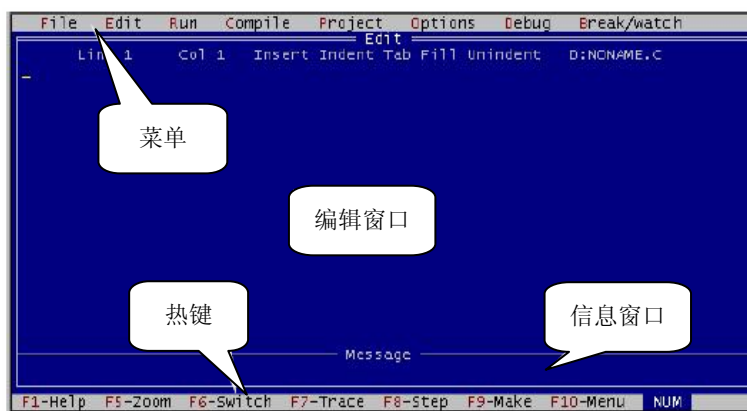 File Edit Run Compile Project Options Debug Break/watch
Edit
Line 1 Col 1 Insert Indent Tab Fill Unindent D:NONAME.C
菜单
编辑窗口
热键
信息窗口
Message
F1-Help F5-Zoom F6-Switch F7-Trace F8-Step F9-Make F10-Menu NUM